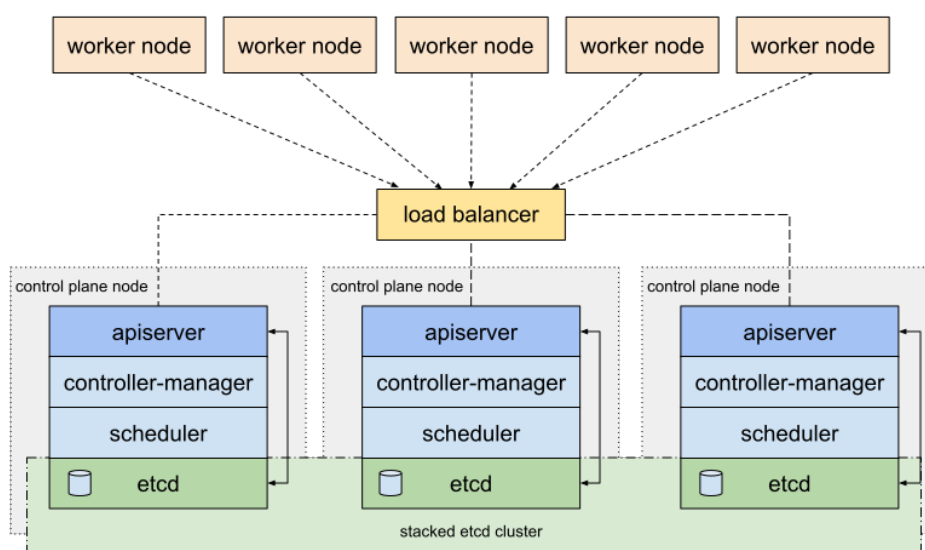 worker node
worker node
worker node
worker node
worker node
load balancer
control plane node
control plane node
control plane node
apiserver
apiserver
apiserver
controller-manager
controller-manager
controller-manager
scheduler
scheduler
scheduler
etcd
etcd
etcd
stacked etcd cluster